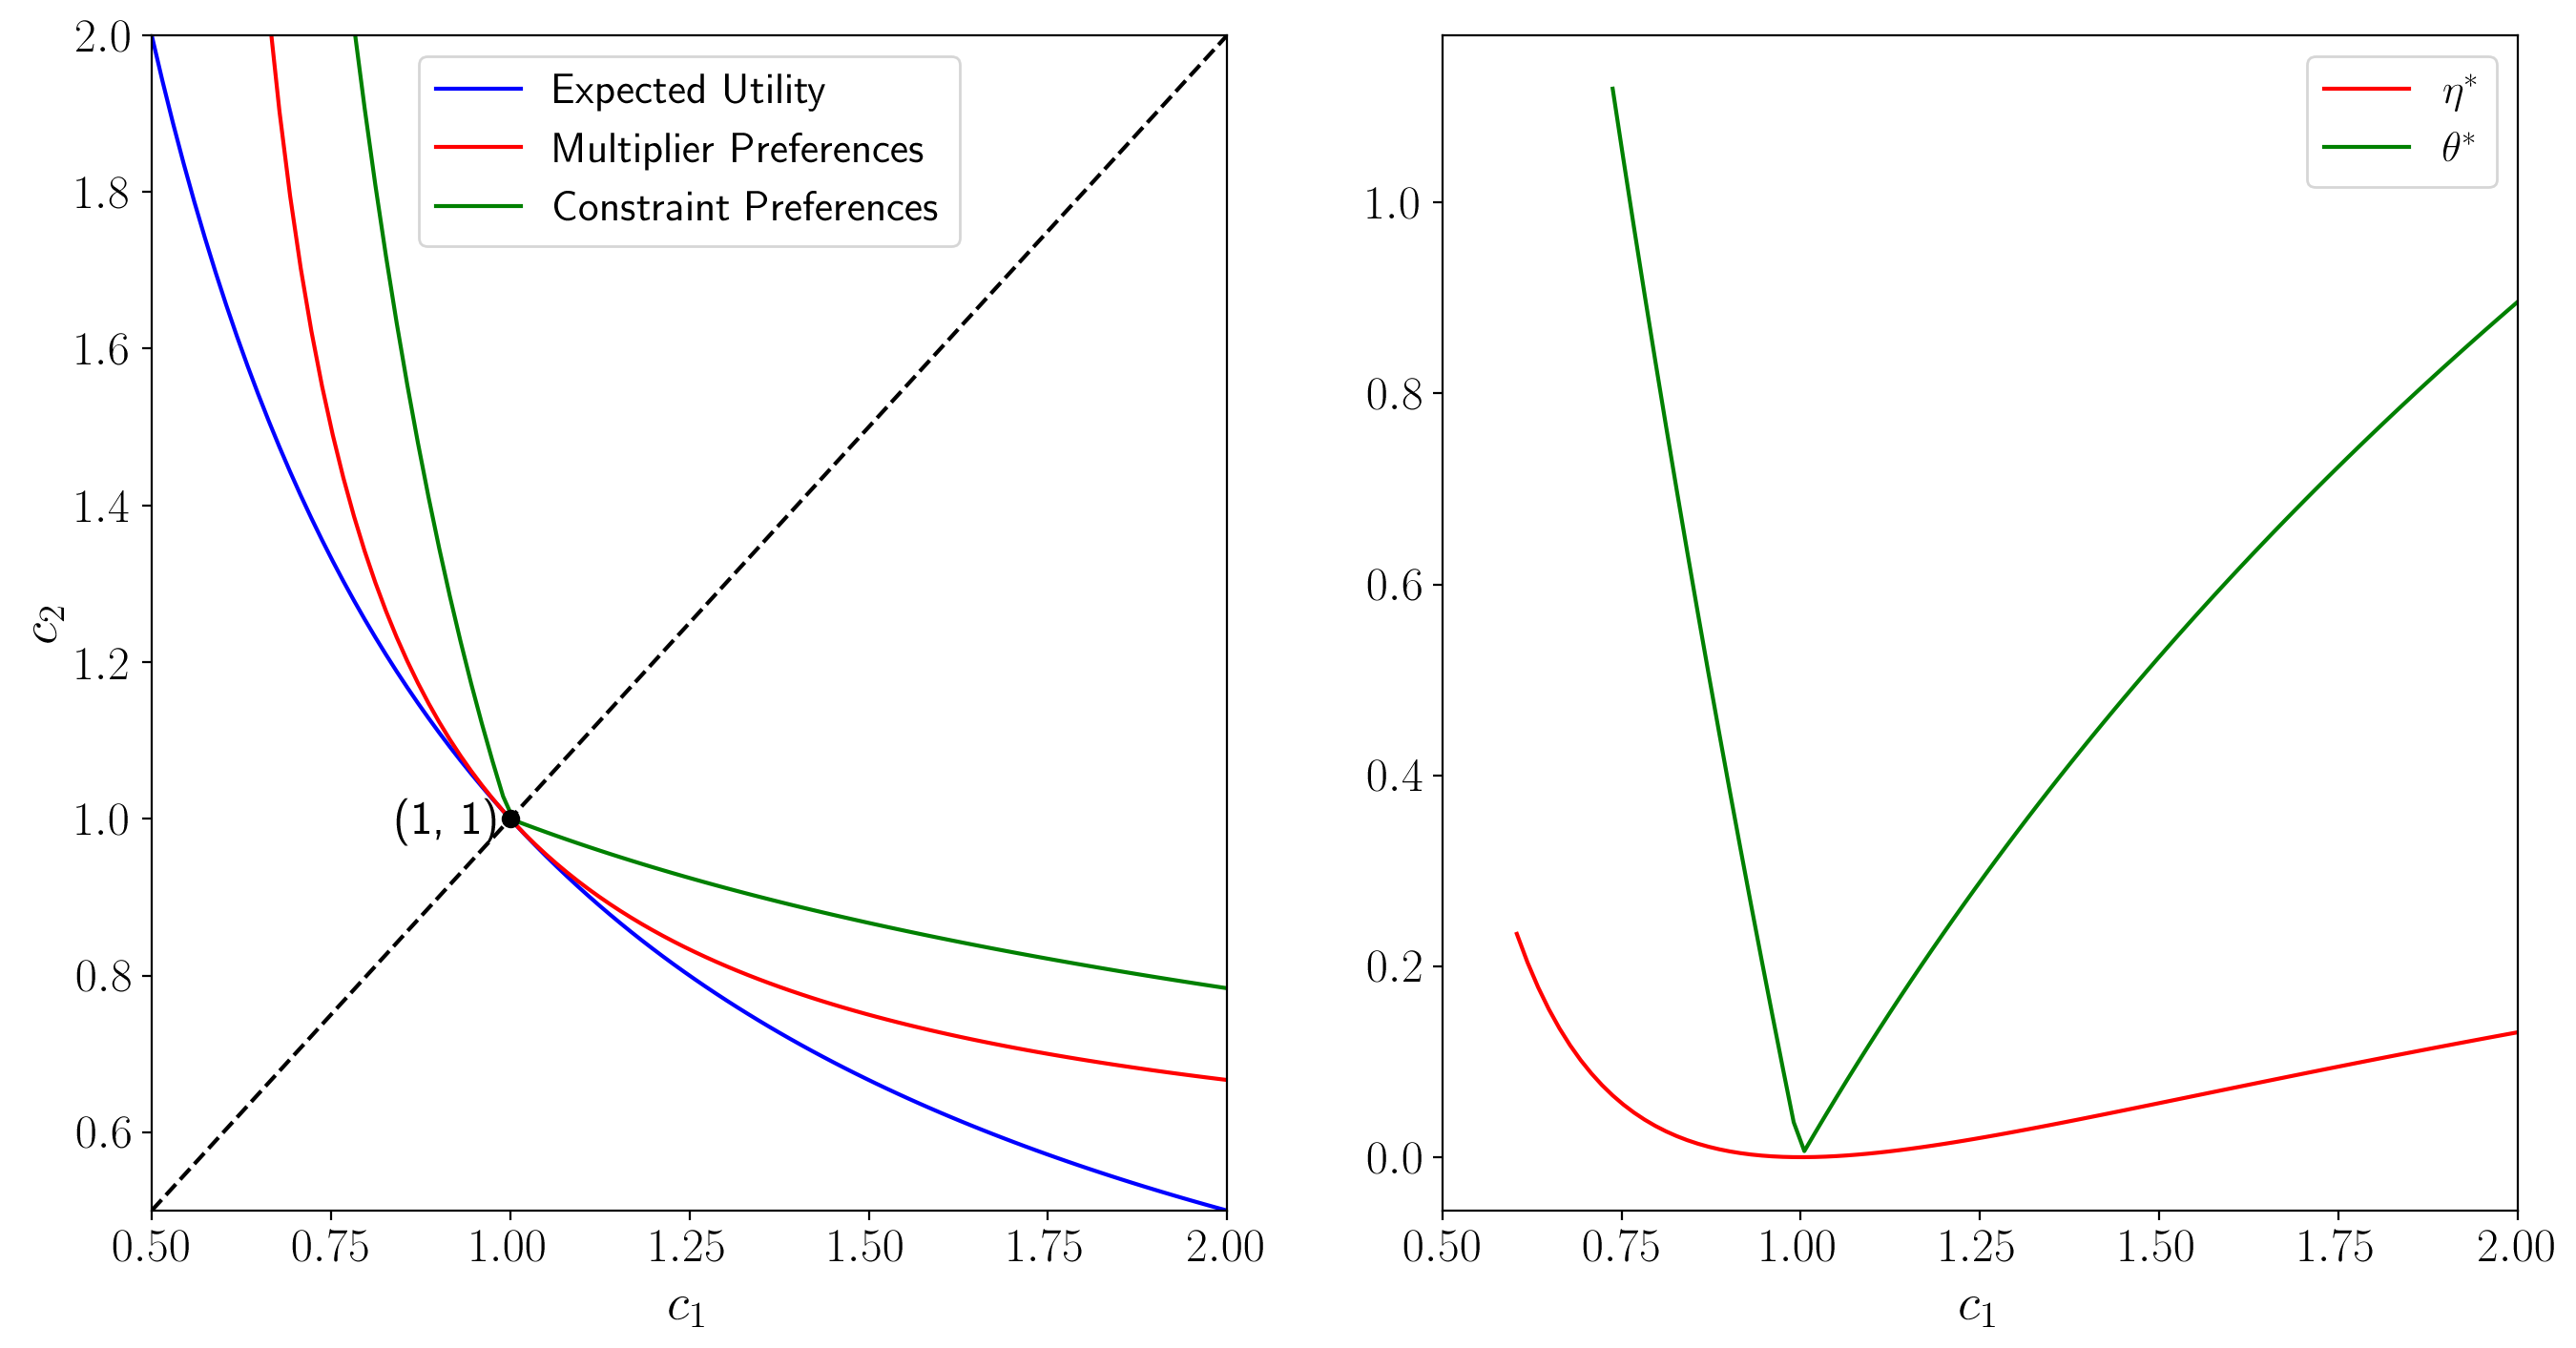 2.0
1.8
1.6
1.4
1.2
1.0
0.8
0.6
c₂
Expected Utility
Multiplier Preferences
Constraint Preferences
(1, 1)
0.50 0.75 1.00 1.25 1.50 1.75 2.00
c₁
1.0
0.8
0.6
0.4
0.2
0.0
η*
θ*
0.50 0.75 1.00 1.25 1.50 1.75 2.00
c₁